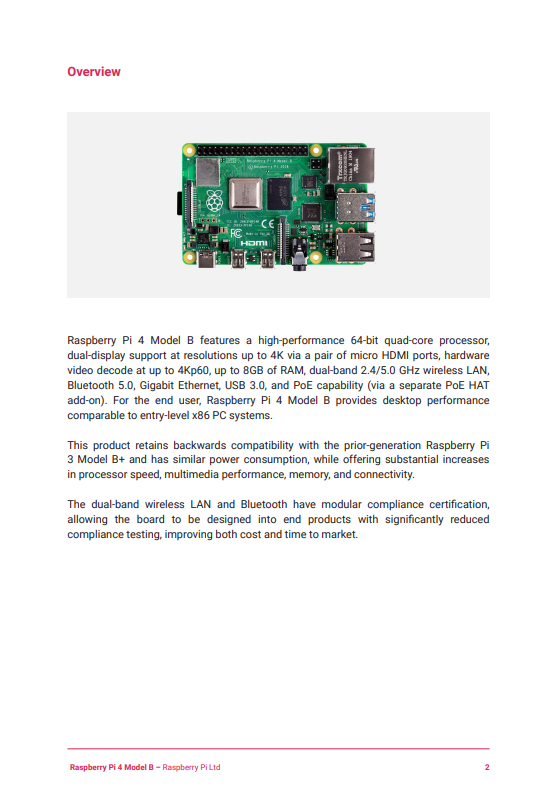 Overview
Raspberry Pi 4 Model B
© Raspberry Pi 2018
HDMI
Raspberry Pi 4 Model B features a high-performance 64-bit quad-core processor,
dual-display support at resolutions up to 4K via a pair of micro HDMI ports, hardware
video decode at up to 4Kp60, up to 8GB of RAM, dual-band 2.4/5.0 GHz wireless LAN,
Bluetooth 5.0, Gigabit Ethernet, USB 3.0, and PoE capability (via a separate PoE HAT
add-on). For the end user, Raspberry Pi 4 Model B provides desktop performance
comparable to entry-level x86 PC systems.
This product retains backwards compatibility with the prior-generation Raspberry Pi
3 Model B+ and has similar power consumption, while offering substantial increases
in processor speed, multimedia performance, memory, and connectivity.
The dual-band wireless LAN and Bluetooth have modular compliance certification,
allowing the board to be designed into end products with significantly reduced
compliance testing, improving both cost and time to market.
Raspberry Pi 4 Model B – Raspberry Pi Ltd
2